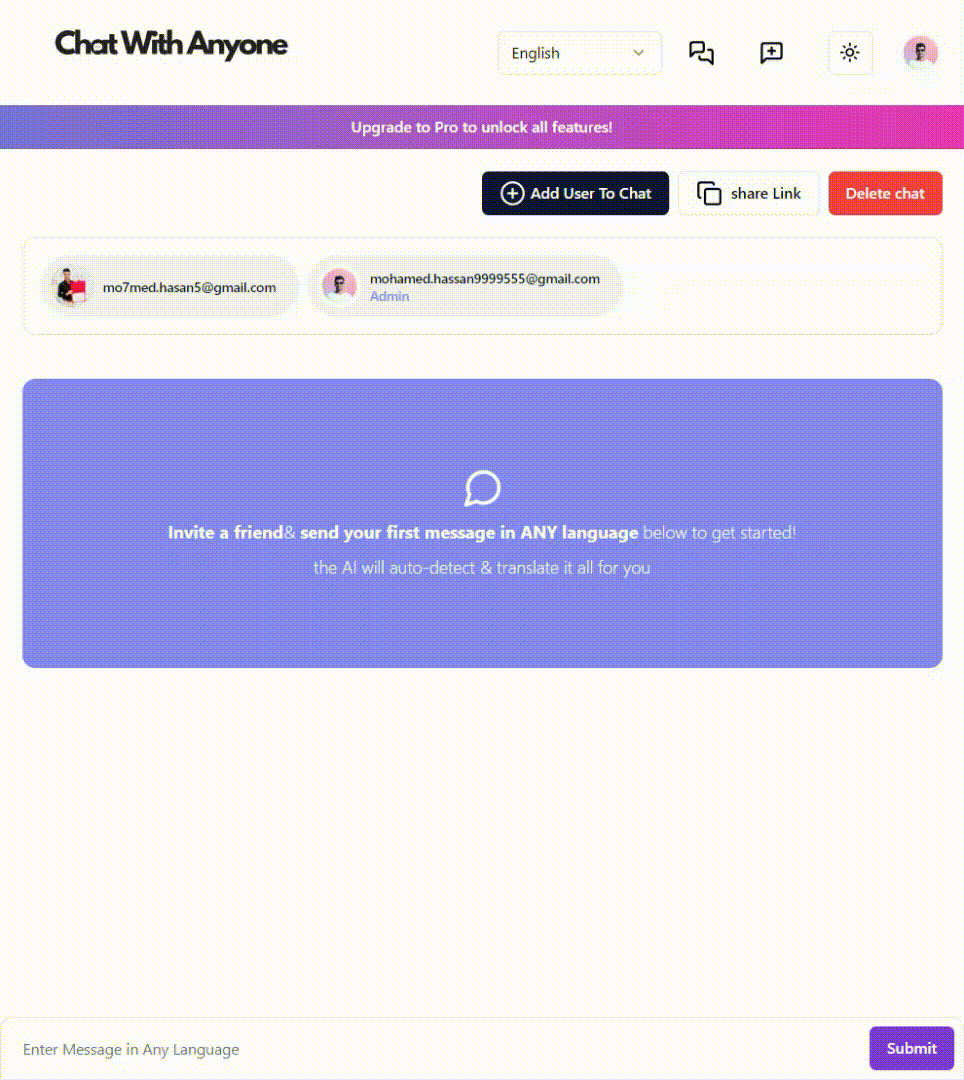 Chat With Anyone
English
Upgrade to Pro to unlock all features!
Add User To Chat
share Link
Delete chat
mo7med.hasan5@gmail.com
mohamed.hassan9999555@gmail.com
Admin
Invite a friend& send your first message in ANY language below to get started!
the AI will auto-detect & translate it all for you
Enter Message in Any Language
Submit